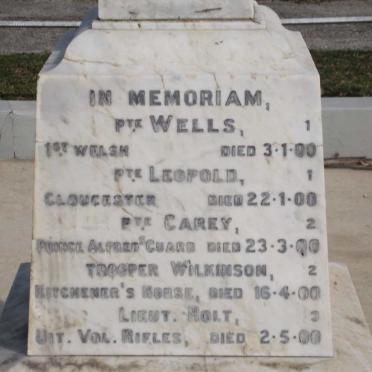 IN MEMORIAM,
PTE WELLS, 1
1ST WELSH DIED 3·1·00
PTE LEOPOLD, 1
GLOUCESTER DIED 22·1·00
PTE CAREY, 2
PRINCE ALFRED'S GUARD DIED 23·3·00
TROOPER WILKINSON, 2
KITCHENER'S HORSE, DIED 16·4·00
LIEUT. HOLT, 3
UIT. VOL. RIFLES, DIED 2·5·00